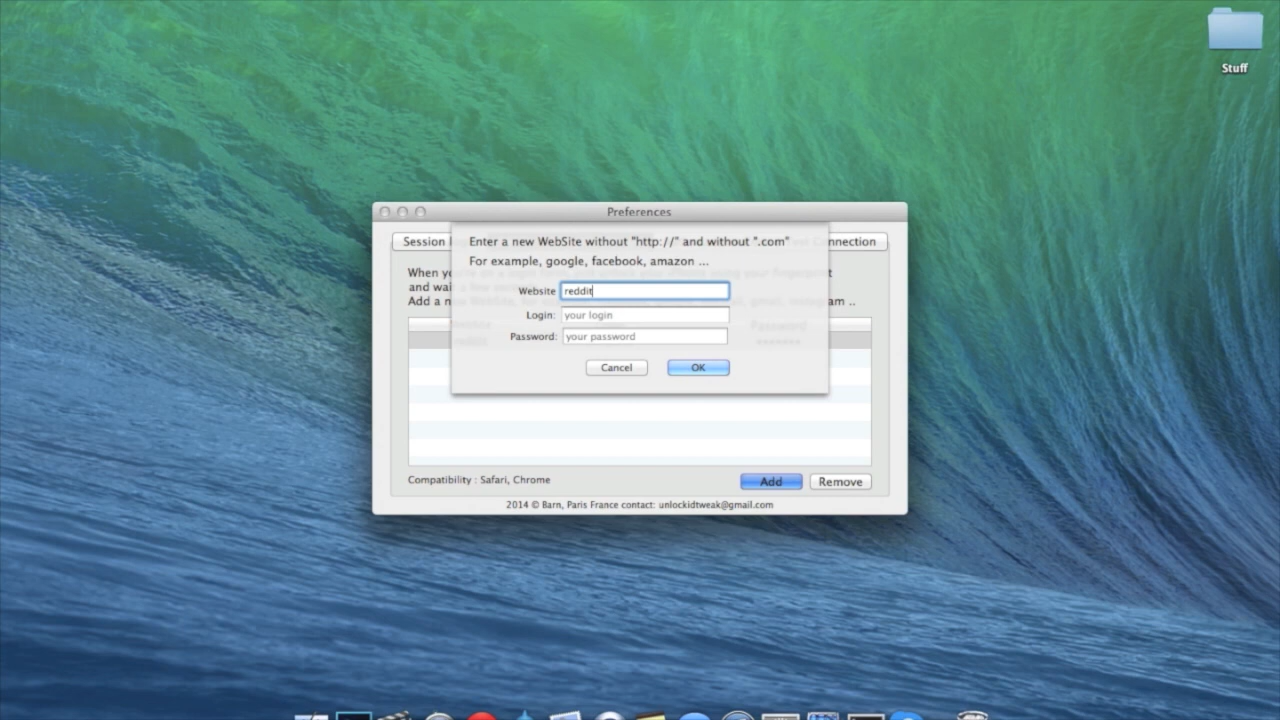 Stuff
Preferences
Session
Connection
Enter a new WebSite without "http://" and without ".com"
For example, google, facebook, amazon ...
When
and wai
Add a n
am ..
Website
reddit
Login:
your login
Password:
your password
Cancel
OK
Compatibility : Safari, Chrome
Add
Remove
2014 © Barn, Paris France contact: unlockidtweak@gmail.com